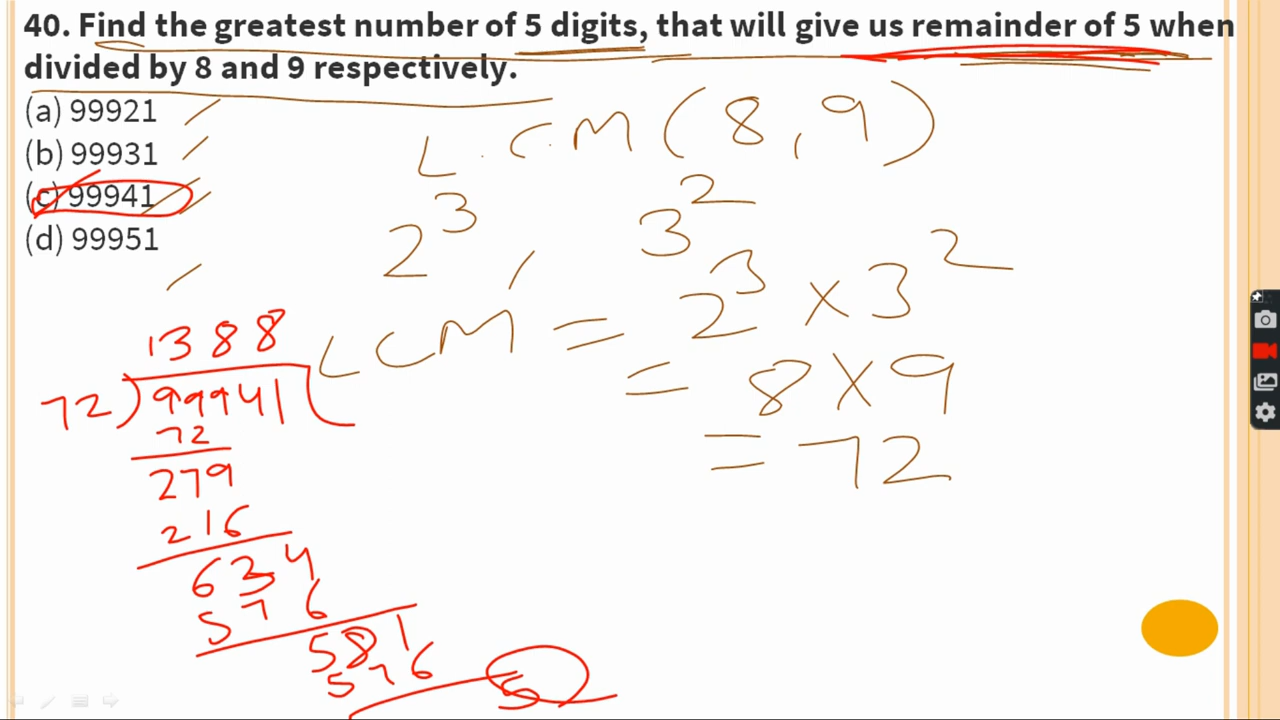 40. Find the greatest number of 5 digits, that will give us remainder of 5 when
divided by 8 and 9 respectively.
(a) 99921
(b) 99931
(c) 99941
(d) 99951
L.C.M(8,9)
2³, 3²
LCM = 2³ × 3²
= 8 × 9
= 72
1388
72)99941(
72
279
216
634
576
581
576
5